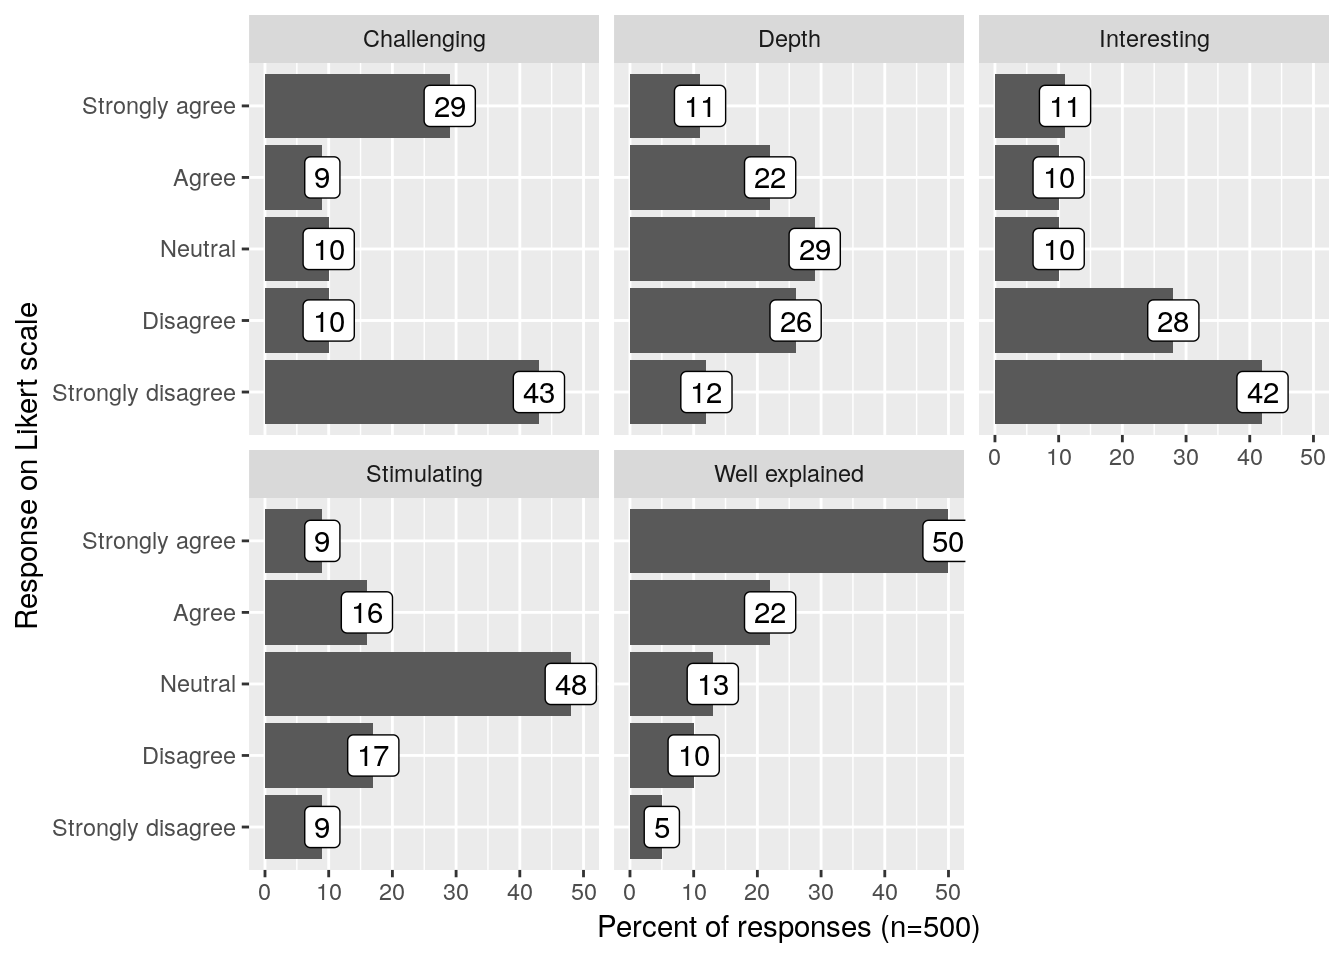 Challenging
Depth
Interesting
Strongly agree
29
11
11
Agree
9
22
10
Neutral
10
29
10
Disagree
10
26
28
Strongly disagree
43
12
42
0 10 20 30 40 50
Response on Likert scale
Stimulating
Well explained
Strongly agree
9
50
Agree
16
22
Neutral
48
13
Disagree
17
10
Strongly disagree
9
5
0 10 20 30 40 50
0 10 20 30 40 50
Percent of responses (n=500)